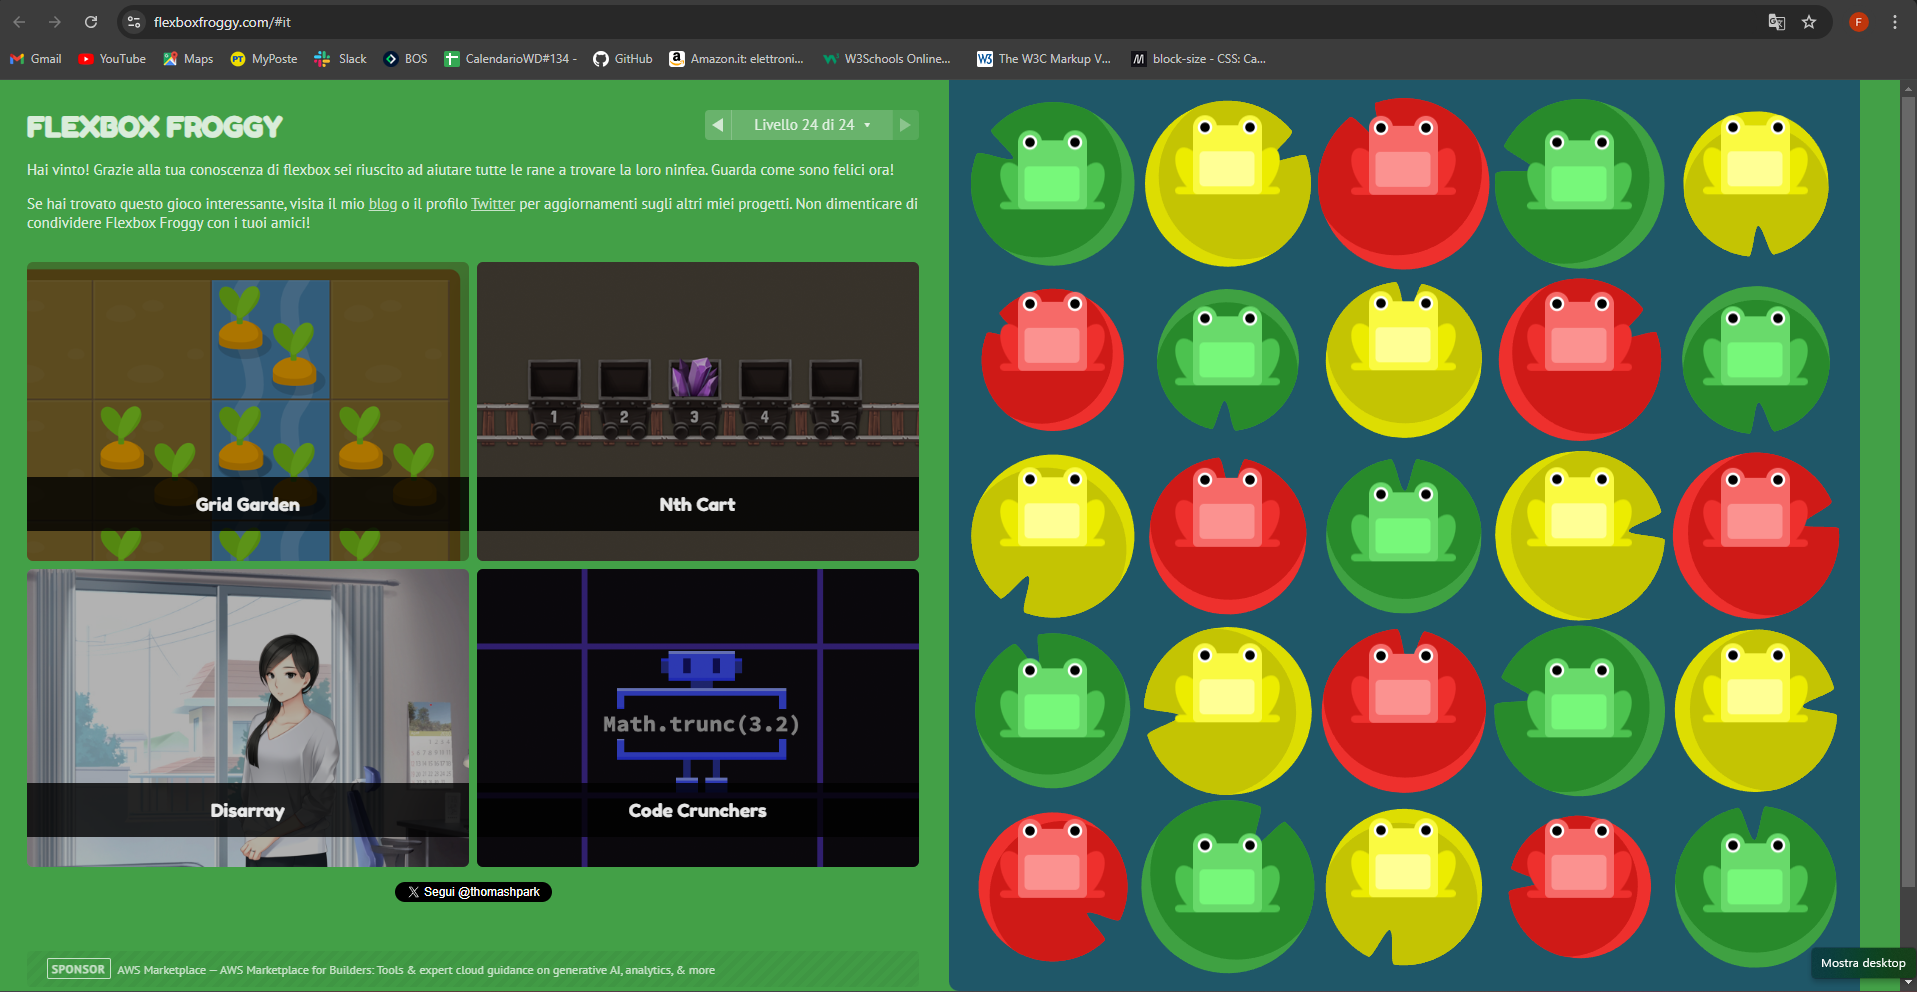 flexboxfroggy.com/#it
F
Gmail
YouTube
Maps
MyPoste
Slack
BOS
CalendarioWD#134 -
GitHub
Amazon.it: elettroni...
W3Schools Online...
The W3C Markup V...
block-size - CSS: Ca...
FLEXBOX FROGGY
Livello 24 di 24
Hai vinto! Grazie alla tua conoscenza di flexbox sei riuscito ad aiutare tutte le rane a trovare la loro ninfea. Guarda come sono felici ora!
Se hai trovato questo gioco interessante, visita il mio blog o il profilo Twitter per aggiornamenti sugli altri miei progetti. Non dimenticare di
condividere Flexbox Froggy con i tuoi amici!
1 2 3 4 5
Grid Garden
Nth Cart
Math.trunc(3.2)
Disarray
Code Crunchers
Segui @thomashpark
SPONSOR AWS Marketplace — AWS Marketplace for Builders: Tools & expert cloud guidance on generative AI, analytics, & more
Mostra desktop